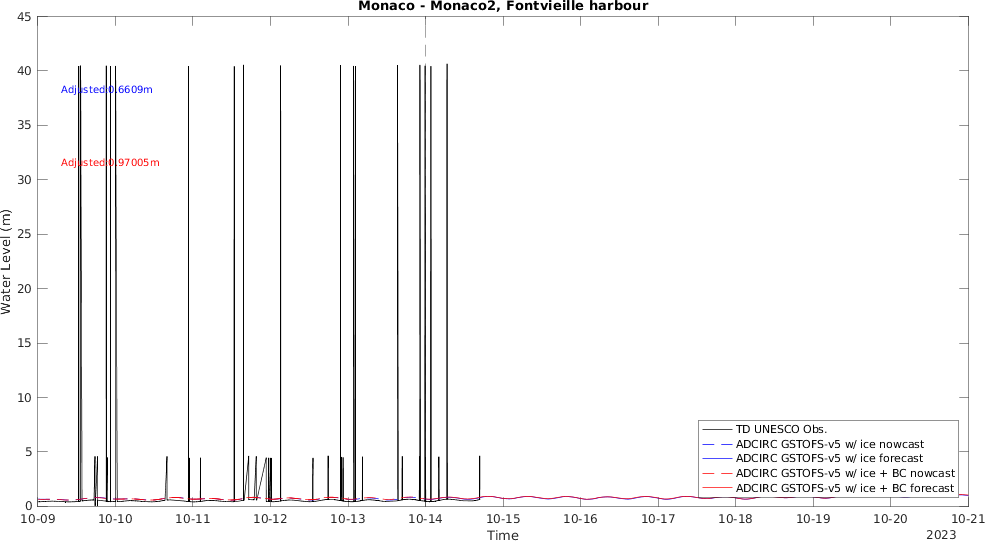 Monaco - Monaco2, Fontvieille harbour
45
40
35
30
25
20
15
10
5
0
Water Level (m)
Adjusted 0.6609m
Adjusted 0.97005m
TD UNESCO Obs.
ADCIRC GSTOFS-v5 w/ ice nowcast
ADCIRC GSTOFS-v5 w/ ice forecast
ADCIRC GSTOFS-v5 w/ ice + BC nowcast
ADCIRC GSTOFS-v5 w/ ice + BC forecast
10-09 10-10 10-11 10-12 10-13 10-14 10-15 10-16 10-17 10-18 10-19 10-20 10-21
Time
2023